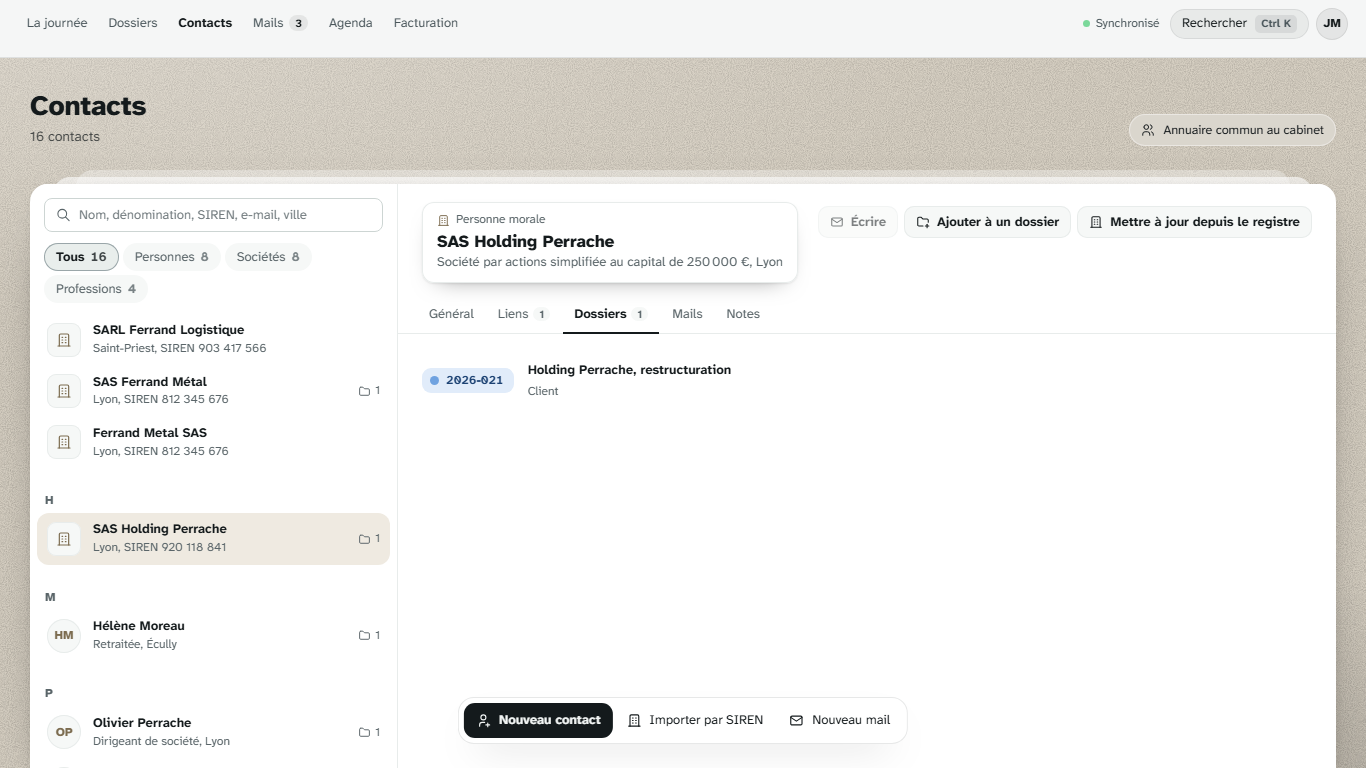 La journée
Dossiers
Contacts
Mails 3
Agenda
Facturation
Synchronisé
Rechercher Ctrl K
JM
Contacts
16 contacts
Annuaire commun au cabinet
Nom, dénomination, SIREN, e-mail, ville
Tous 16
Personnes 8
Sociétés 8
Professions 4
SARL Ferrand Logistique
Saint-Priest, SIREN 903 417 566
SAS Ferrand Métal
Lyon, SIREN 812 345 676
1
Ferrand Metal SAS
Lyon, SIREN 812 345 676
H
SAS Holding Perrache
Lyon, SIREN 920 118 841
1
M
HM
Hélène Moreau
Retraitée, Écully
1
P
OP
Olivier Perrache
Dirigeant de société, Lyon
1
Personne morale
SAS Holding Perrache
Société par actions simplifiée au capital de 250 000 €, Lyon
Écrire
Ajouter à un dossier
Mettre à jour depuis le registre
Général
Liens 1
Dossiers 1
Mails
Notes
2026-021
Holding Perrache, restructuration
Client
Nouveau contact
Importer par SIREN
Nouveau mail